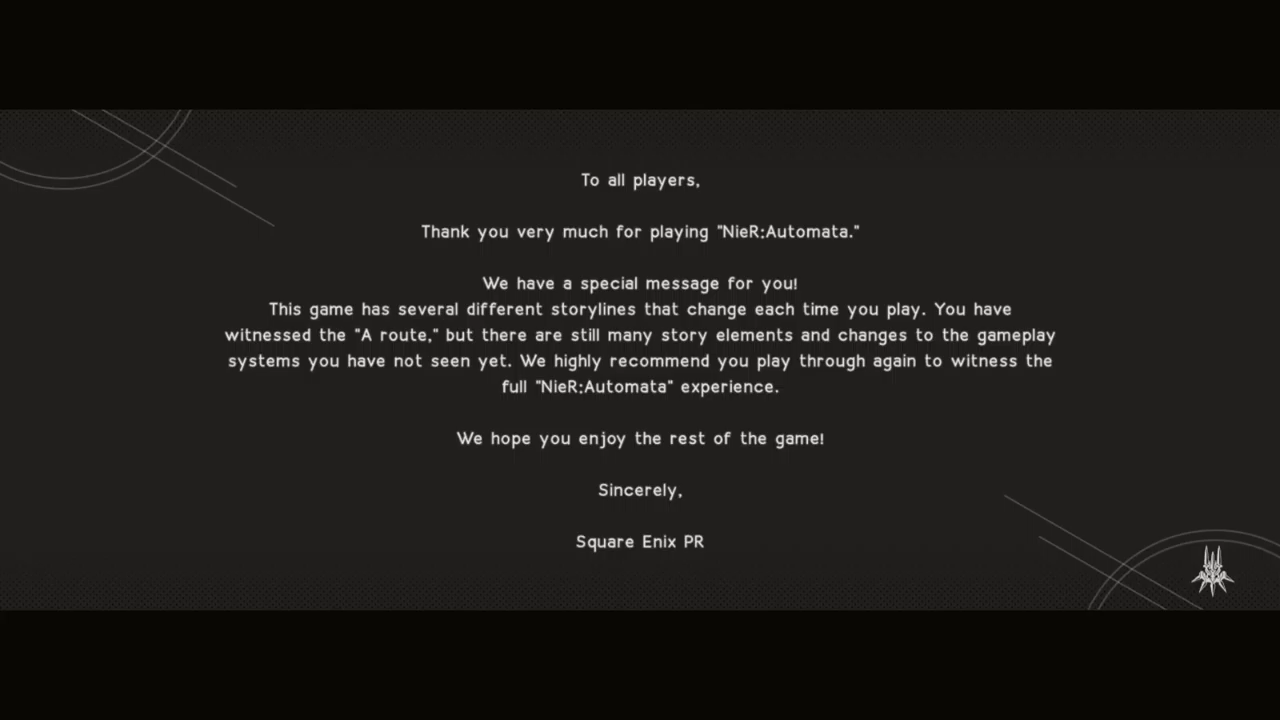 To all players,
Thank you very much for playing "NieR:Automata."
We have a special message for you!
This game has several different storylines that change each time you play. You have
witnessed the "A route," but there are still many story elements and changes to the gameplay
systems you have not seen yet. We highly recommend you play through again to witness the
full "NieR:Automata" experience.
We hope you enjoy the rest of the game!
Sincerely,
Square Enix PR